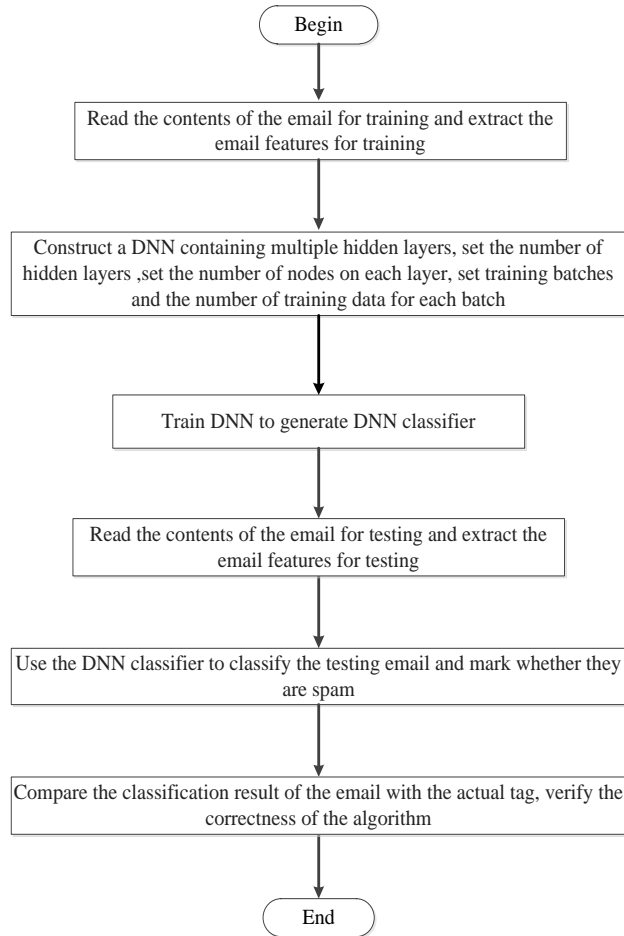 Begin
Read the contents of the email for training and extract the
email features for training
Construct a DNN containing multiple hidden layers, set the number of
hidden layers ,set the number of nodes on each layer, set training batches
and the number of training data for each batch
Train DNN to generate DNN classifier
Read the contents of the email for testing and extract the
email features for testing
Use the DNN classifier to classify the testing email and mark whether they
are spam
Compare the classification result of the email with the actual tag, verify the
correctness of the algorithm
End